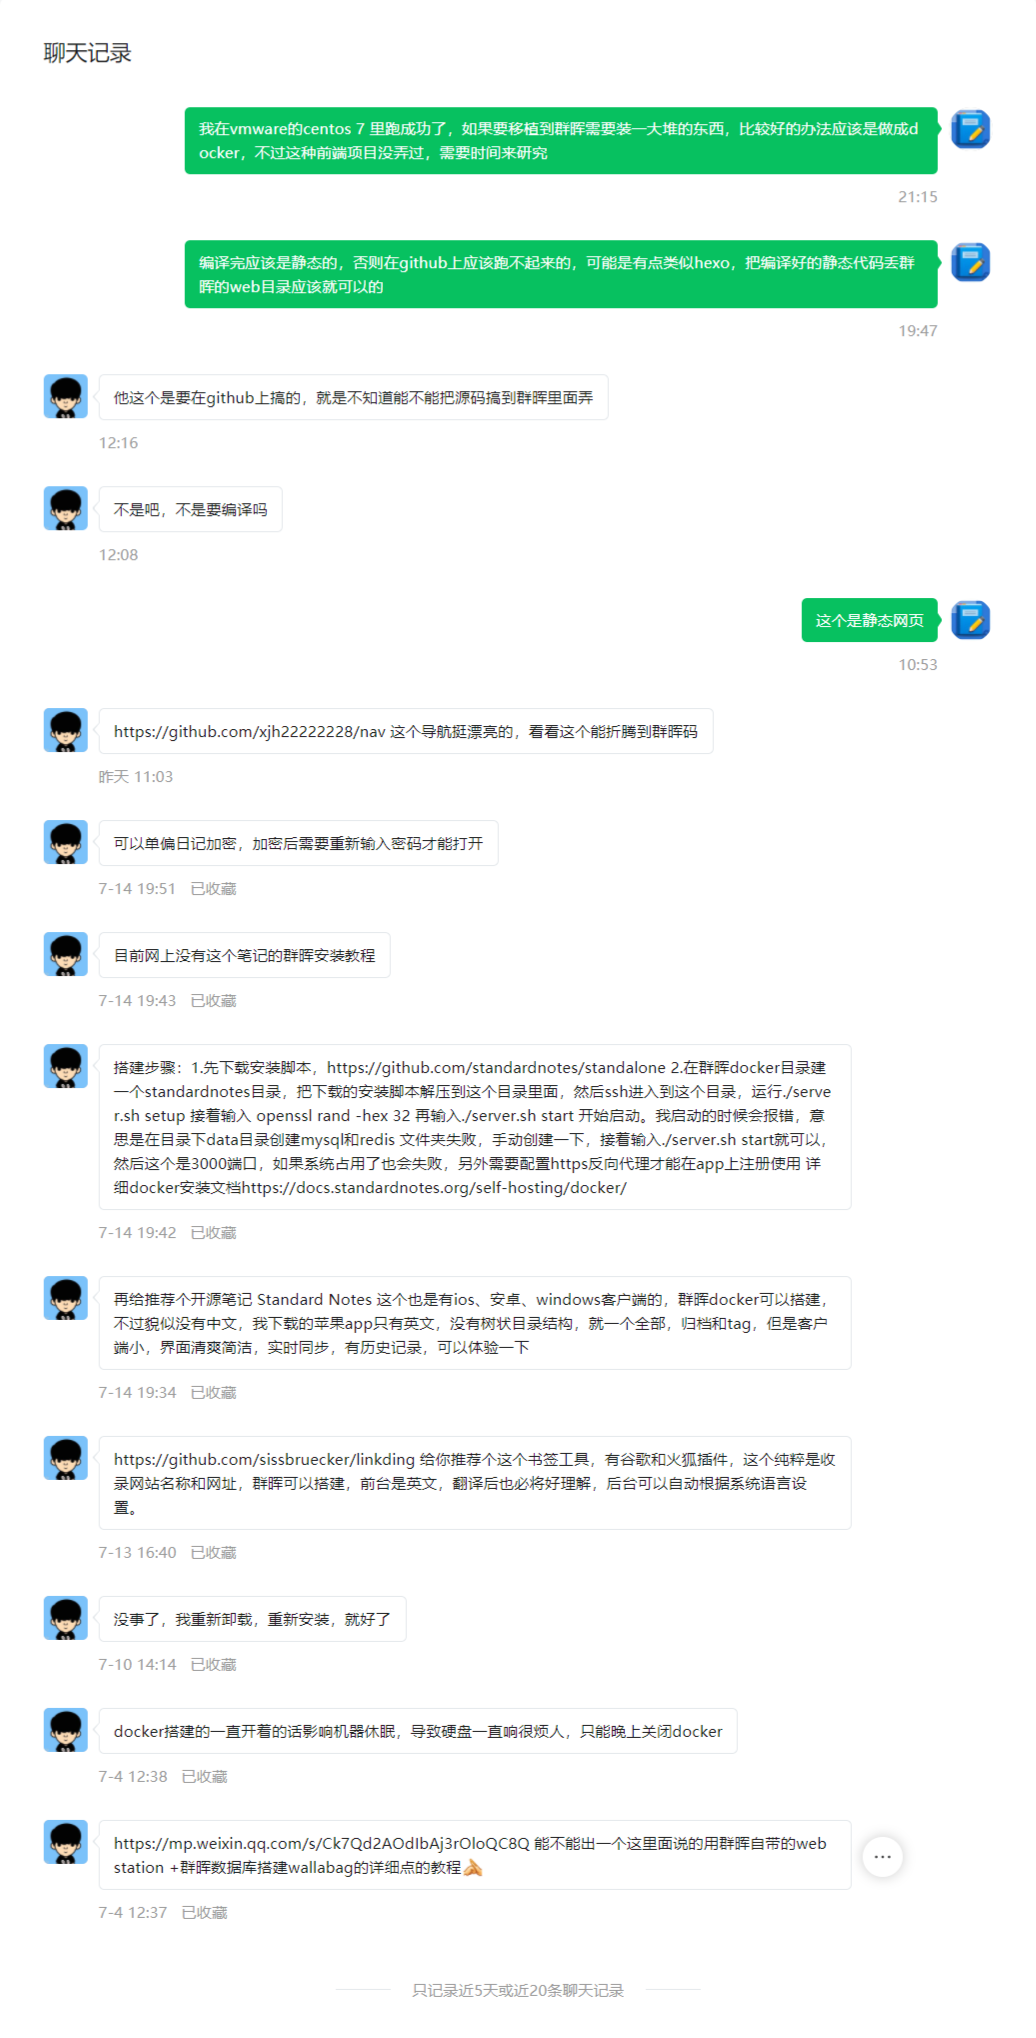 聊天记录
我在vmware的centos 7 里跑成功了，如果要移植到群晖需要装一大堆的东西，比较好的办法应该是做成d
ocker，不过这种前端项目没弄过，需要时间来研究
21:15
编译完应该是静态的，否则在github上应该跑不起来的，可能是有点类似hexo，把编译好的静态代码丢群
晖的web目录应该就可以的
19:47
他这个是要在github上搞的，就是不知道能不能把源码搞到群晖里面弄
12:16
不是吧，不是要编译吗
12:08
这个是静态网页
10:53
https://github.com/xjh22222228/nav 这个导航挺漂亮的，看看这个能折腾到群晖码
昨天 11:03
可以单偏日记加密，加密后需要重新输入密码才能打开
7-14 19:51 已收藏
目前网上没有这个笔记的群晖安装教程
7-14 19:43 已收藏
搭建步骤：1.先下载安装脚本，https://github.com/standardnotes/standalone 2.在群晖docker目录建
一个standardnotes目录，把下载的安装脚本解压到这个目录里面，然后ssh进入到这个目录，运行./serve
r.sh setup 接着输入 openssl rand -hex 32 再输入./server.sh start 开始启动。我启动的时候会报错，意
思是在目录下data目录创建mysql和redis 文件夹失败，手动创建一下，接着输入./server.sh start就可以，
然后这个是3000端口，如果系统占用了也会失败，另外需要配置https反向代理才能在app上注册使用 详
细docker安装文档https://docs.standardnotes.org/self-hosting/docker/
7-14 19:42 已收藏
再给推荐个开源笔记 Standard Notes 这个也是有ios、安卓、windows客户端的，群晖docker可以搭建，
不过貌似没有中文，我下载的苹果app只有英文，没有树状目录结构，就一个全部，归档和tag，但是客户
端小，界面清爽简洁，实时同步，有历史记录，可以体验一下
7-14 19:34 已收藏
https://github.com/sissbruecker/linkding 给你推荐个这个书签工具，有谷歌和火狐插件，这个纯粹是收
录网站名称和网址，群晖可以搭建，前台是英文，翻译后也必将好理解，后台可以自动根据系统语言设
置。
7-13 16:40 已收藏
没事了，我重新卸载，重新安装，就好了
7-10 14:14 已收藏
docker搭建的一直开着的话影响机器休眠，导致硬盘一直响很烦人，只能晚上关闭docker
7-4 12:38 已收藏
https://mp.weixin.qq.com/s/Ck7Qd2AOdIbAj3rOloQC8Q 能不能出一个这里面说的用群晖自带的web
station +群晖数据库搭建wallabag的详细点的教程
7-4 12:37 已收藏
只记录近5天或近20条聊天记录